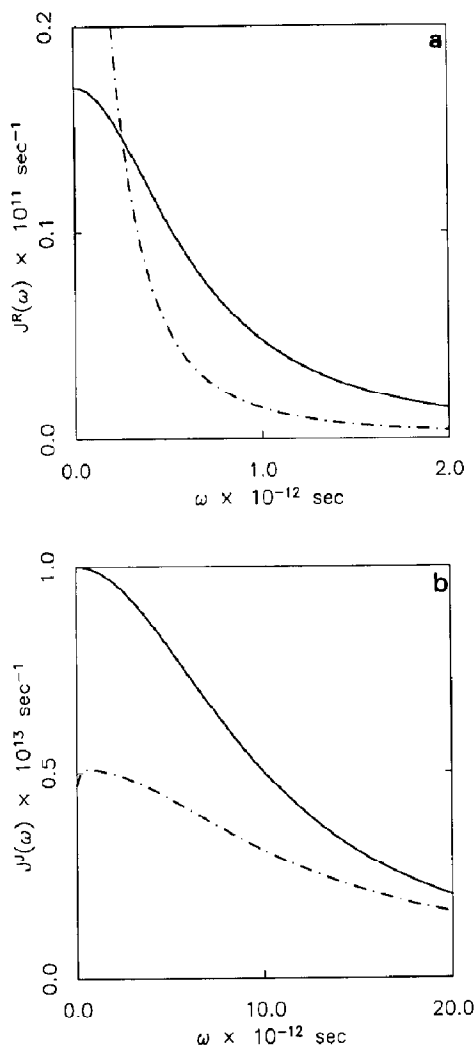 a
0.2
0.1
0.0
J^R(ω) × 10^11 sec^−1
0.0 1.0 2.0
ω × 10^−12 sec
b
1.0
0.5
0.0
J^J(ω) × 10^13 sec^−1
0.0 10.0 20.0
ω × 10^−12 sec